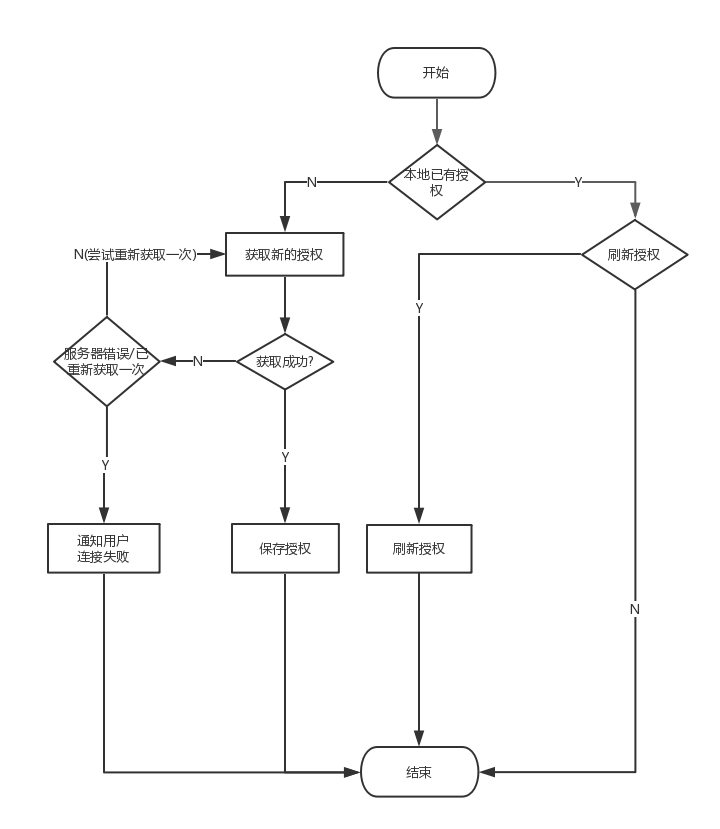 开始
本地已有授
权
N
Y
N(尝试重新获取一次)
获取新的授权
刷新授权
Y
服务器错误/已
重新获取一次
N
获取成功?
Y
Y
通知用户
连接失败
保存授权
刷新授权
N
结束